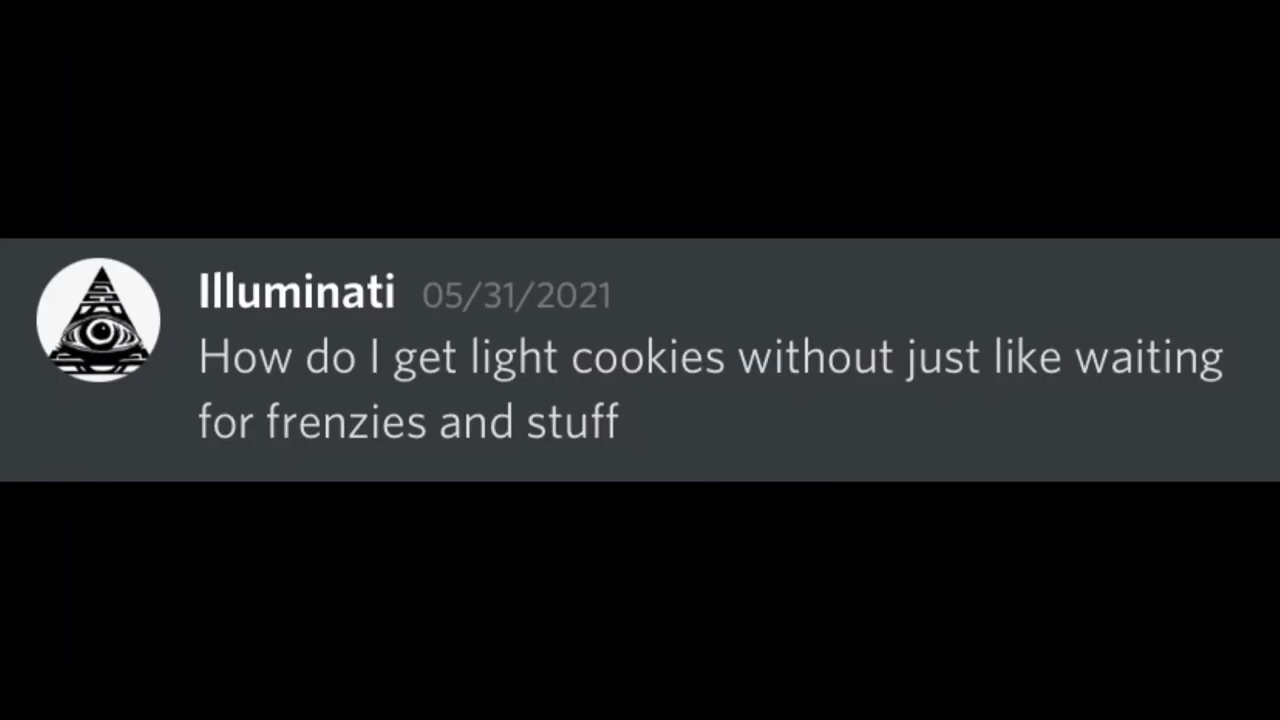 Illuminati 05/31/2021
How do I get light cookies without just like waiting
for frenzies and stuff